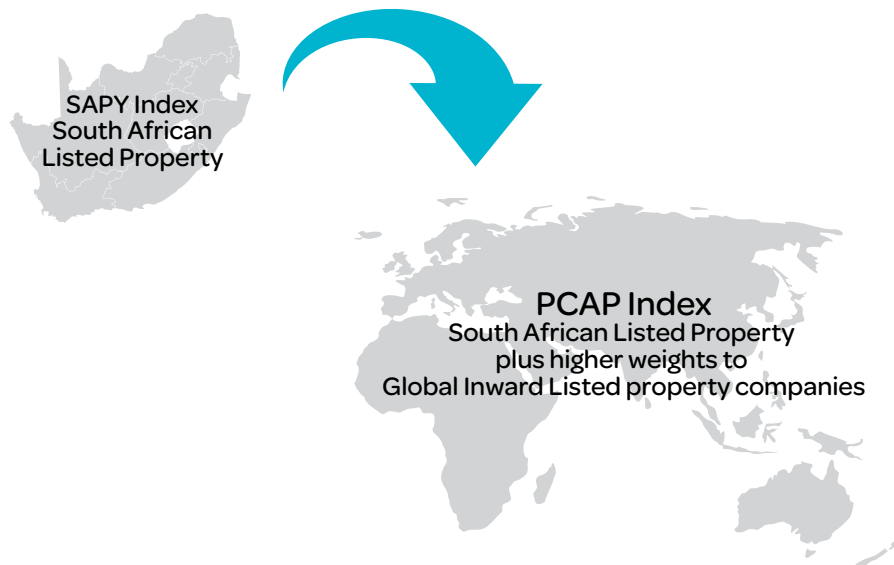 SAPY Index
South African
Listed Property
PCAP Index
South African Listed Property
plus higher weights to
Global Inward Listed property companies